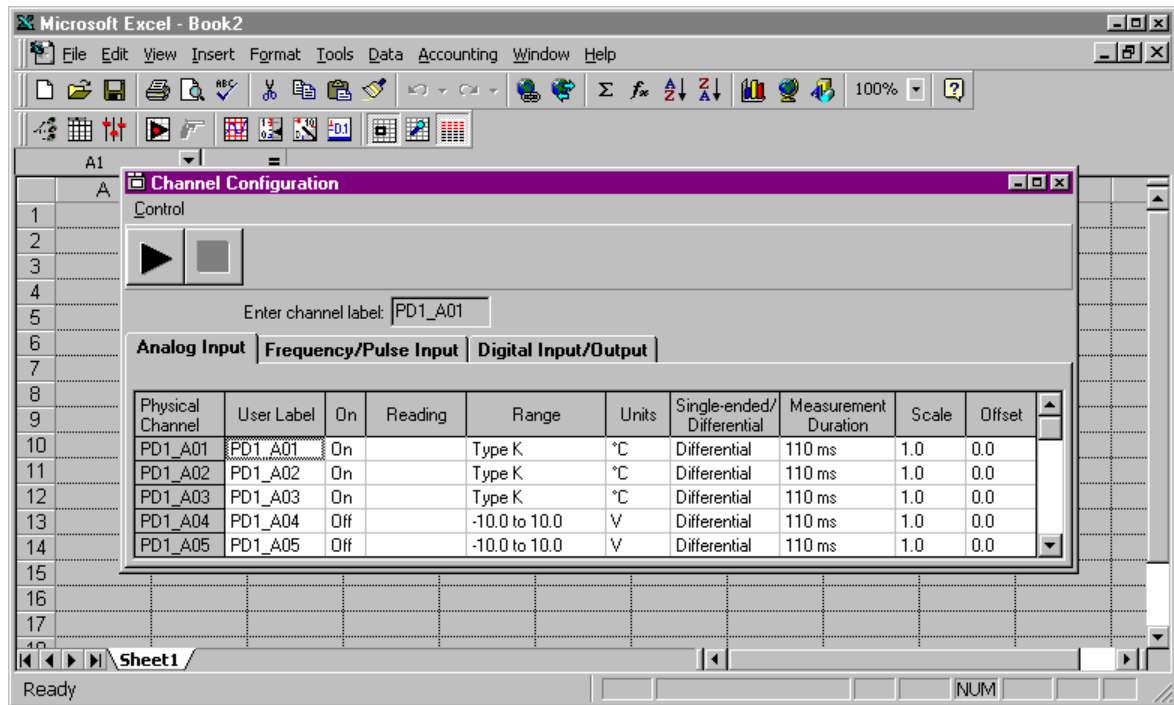 Microsoft Excel - Book2
File Edit View Insert Format Tools Data Accounting Window Help
ABC Σ fx A Z Z A 100% ?
A1 =
A
Channel Configuration
Control
Enter channel label: PD1_A01
Analog Input Frequency/Pulse Input Digital Input/Output
Physical Channel User Label On Reading Range Units Single-ended/ Differential Measurement Duration Scale Offset
PD1_A01 PD1_A01 On Type K °C Differential 110 ms 1.0 0.0
PD1_A02 PD1_A02 On Type K °C Differential 110 ms 1.0 0.0
PD1_A03 PD1_A03 On Type K °C Differential 110 ms 1.0 0.0
PD1_A04 PD1_A04 Off -10.0 to 10.0 V Differential 110 ms 1.0 0.0
PD1_A05 PD1_A05 Off -10.0 to 10.0 V Differential 110 ms 1.0 0.0
1
2
3
4
5
6
7
8
9
10
11
12
13
14
15
16
17
Sheet1
Ready NUM